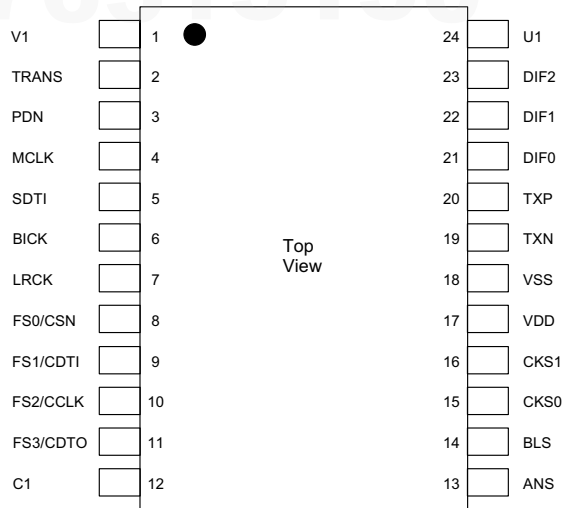 V1 1 24 U1
TRANS 2 23 DIF2
PDN 3 22 DIF1
MCLK 4 21 DIF0
SDTI 5 20 TXP
BICK 6 19 TXN
Top
View
LRCK 7 18 VSS
FS0/CSN 8 17 VDD
FS1/CDTI 9 16 CKS1
FS2/CCLK 10 15 CKS0
FS3/CDTO 11 14 BLS
C1 12 13 ANS